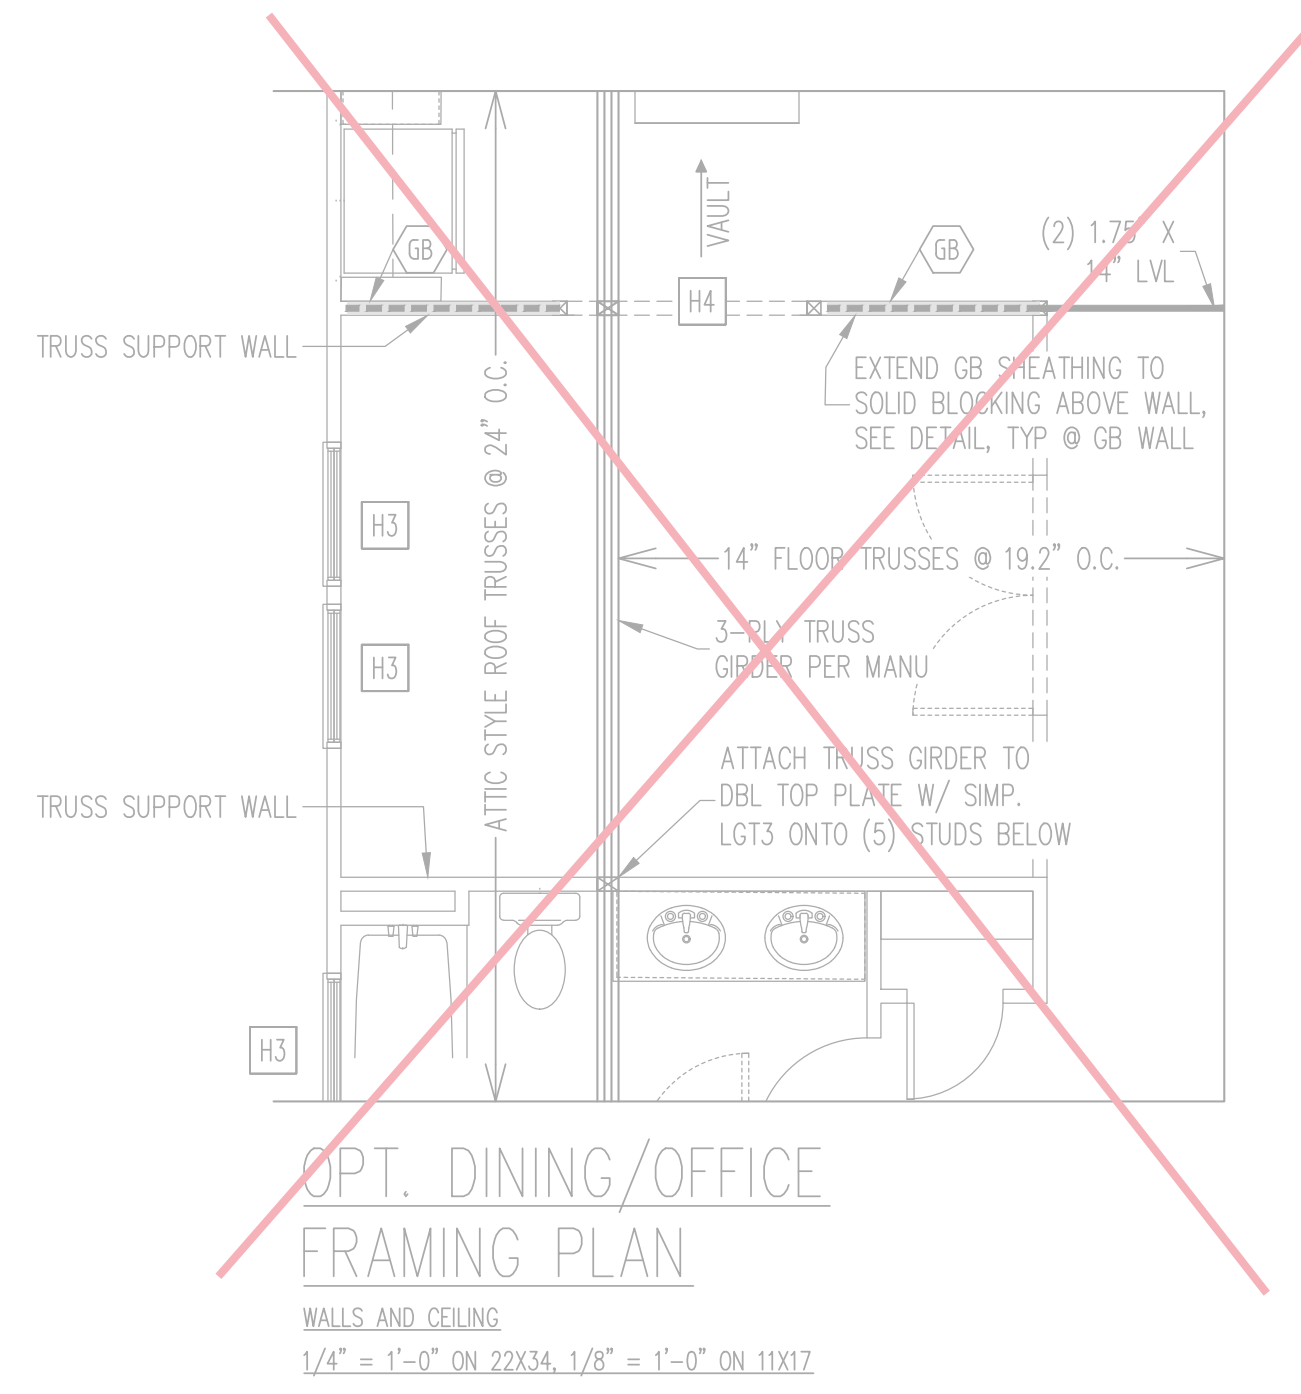 VAULT
GB
GB
(2) 1.75" X
14" LVL
H4
TRUSS SUPPORT WALL
EXTEND GB SHEATHING TO
SOLID BLOCKING ABOVE WALL,
SEE DETAIL, TYP @ GB WALL
ATTIC STYLE ROOF TRUSSES @ 24" O.C.
H3
14" FLOOR TRUSSES @ 19.2" O.C.
3-PLY TRUSS
GIRDER PER MANU
H3
ATTACH TRUSS GIRDER TO
DBL TOP PLATE W/ SIMP.
LGT3 ONTO (5) STUDS BELOW
TRUSS SUPPORT WALL
H3
OPT. DINING/OFFICE
FRAMING PLAN
WALLS AND CEILING
1/4" = 1'-0" ON 22X34, 1/8" = 1'-0" ON 11X17